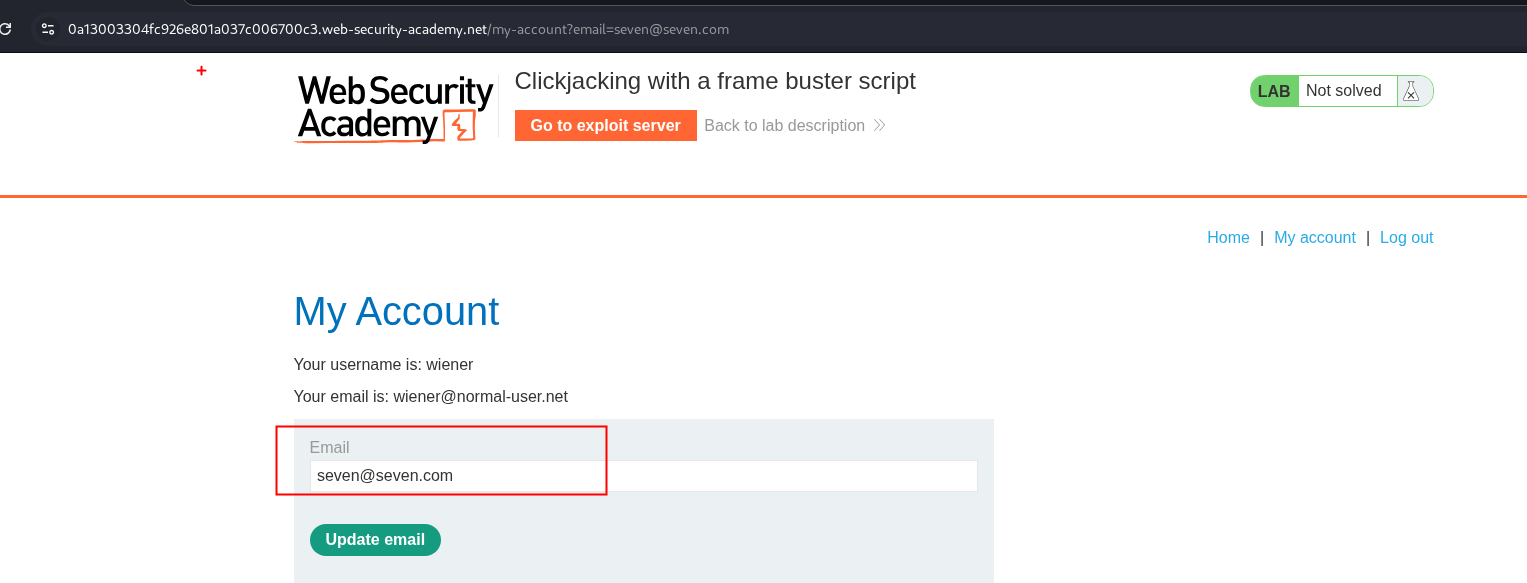 0a13003304fc926e801a037c006700c3.web-security-academy.net/my-account?email=seven@seven.com
Web Security
Academy
Clickjacking with a frame buster script
Go to exploit server Back to lab description
LAB Not solved
Home | My account | Log out
My Account
Your username is: wiener
Your email is: wiener@normal-user.net
Email
seven@seven.com
Update email